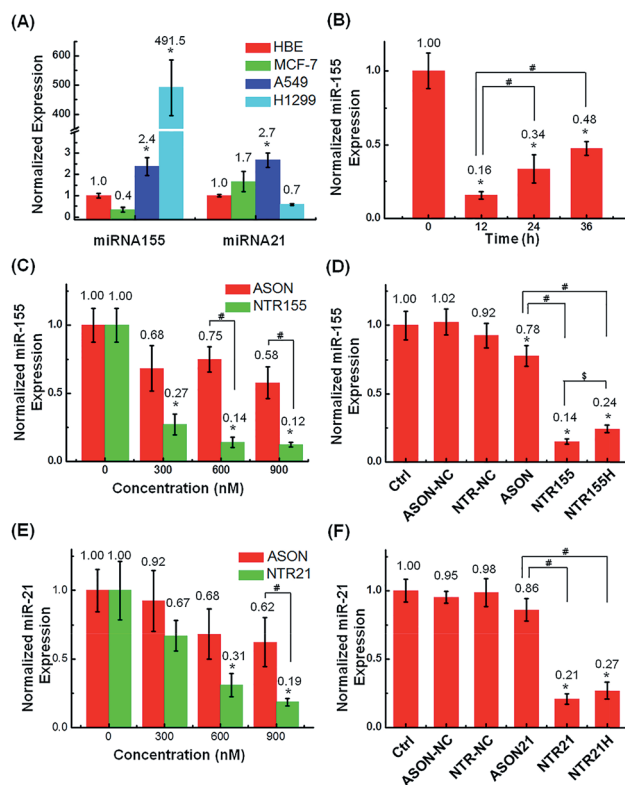 (A)
Normalized Expression
600
500
400
3
2
1
0
491.5
*
2.4
*
1.0
0.4
1.0
1.7
2.7
*
0.7
HBE
MCF-7
A549
H1299
miRNA155 miRNA21
(B)
Normalized miR-155
Expression
1.0
0.5
0.0
1.00
0.16
*
0.34
*
0.48
*
#
#
0 12 24 36
Time (h)
(C)
Normalized miR-155
Expression
1.0
0.5
0.0
1.00 1.00
0.68
0.27
*
0.75
0.14
*
0.58
0.12
*
#
#
ASON
NTR155
0 300 600 900
Concentration (nM)
(D)
Normalized miR-155
Expression
1.0
0.5
0.0
1.00
1.02
0.92
0.78
*
0.14
*
0.24
*
#
#
$
Ctrl
ASON-NC
NTR-NC
ASON
NTR155
NTR155H
(E)
Normalized miR-21
Expression
1.0
0.5
0.0
1.00 1.00
0.92
0.67
0.68
0.31
*
0.62
0.19
*
#
ASON
NTR21
0 300 600 900
Concentration (nM)
(F)
Normalized miR-21
Expression
1.0
0.5
0.0
1.00
0.95
0.98
0.86
0.21
*
0.27
*
#
#
Ctrl
ASON-NC
NTR-NC
ASON21
NTR21
NTR21H